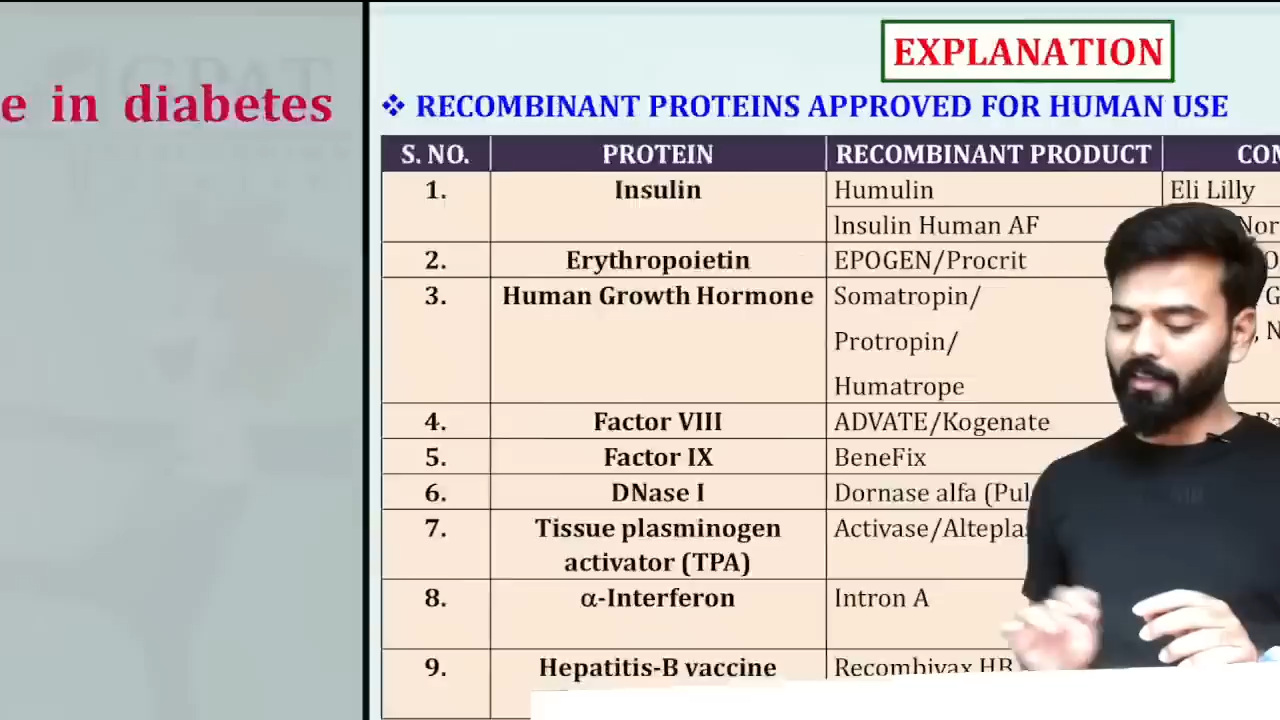 e in diabetes
EXPLANATION
❖ RECOMBINANT PROTEINS APPROVED FOR HUMAN USE
S. NO. PROTEIN RECOMBINANT PRODUCT
1. Insulin Humulin Eli Lilly
Insulin Human AF
2. Erythropoietin EPOGEN/Procrit
3. Human Growth Hormone Somatropin/
Protropin/
Humatrope
4. Factor VIII ADVATE/Kogenate
5. Factor IX BeneFix
6. DNase I Dornase alfa
7. Tissue plasminogen Activase/
activator (TPA)
8. α-Interferon Intron A
9. Hepatitis-B vaccine Recombivax HB